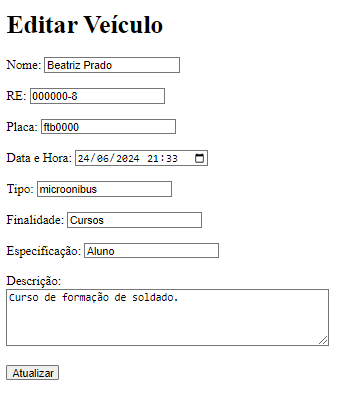 Editar Veículo
Nome: Beatriz Prado
RE: 000000-8
Placa: ftb0000
Data e Hora: 24/06/2024 21:33
Tipo: microonibus
Finalidade: Cursos
Especificação: Aluno
Descrição:
Curso de formação de soldado.
Atualizar